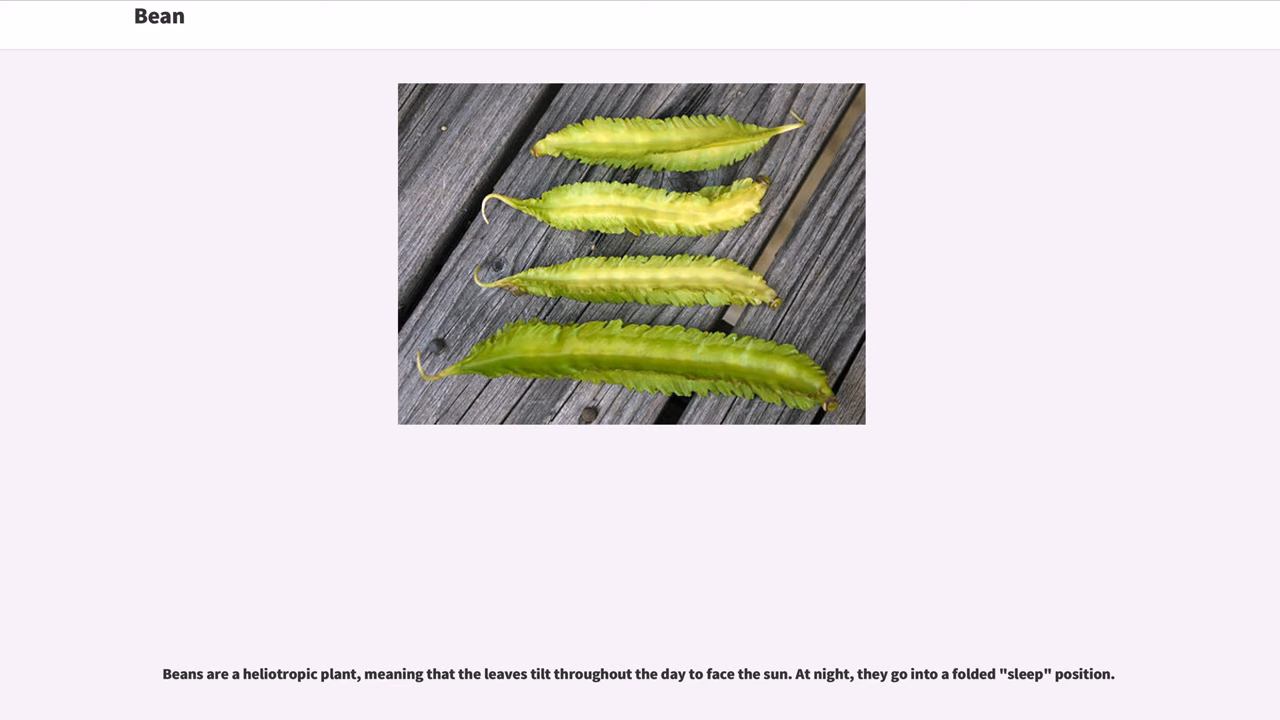 Bean
Beans are a heliotropic plant, meaning that the leaves tilt throughout the day to face the sun. At night, they go into a folded "sleep" position.